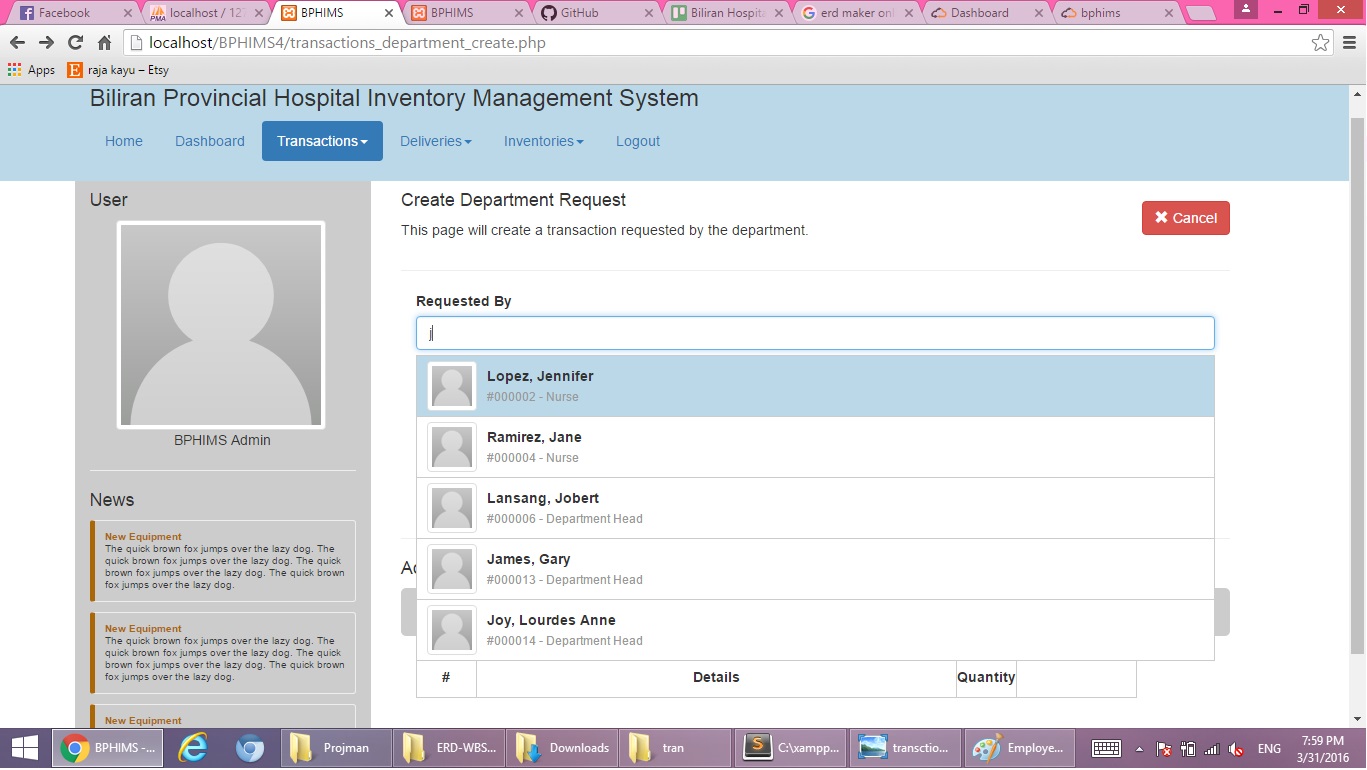 Facebook
localhost / 127
BPHIMS
BPHIMS
GitHub
Biliran Hospita
erd maker onl
Dashboard
bphims
localhost/BPHIMS4/transactions_department_create.php
Apps
raja kayu – Etsy
Biliran Provincial Hospital Inventory Management System
Home
Dashboard
Transactions
Deliveries
Inventories
Logout
User
BPHIMS Admin
News
New Equipment
The quick brown fox jumps over the lazy dog. The
quick brown fox jumps over the lazy dog. The quick
brown fox jumps over the lazy dog. The quick brown
fox jumps over the lazy dog.
New Equipment
The quick brown fox jumps over the lazy dog. The
quick brown fox jumps over the lazy dog. The quick
brown fox jumps over the lazy dog. The quick brown
fox jumps over the lazy dog.
New Equipment
Create Department Request
Cancel
This page will create a transaction requested by the department.
Requested By
j
Lopez, Jennifer
#000002 - Nurse
Ramirez, Jane
#000004 - Nurse
Lansang, Jobert
#000006 - Department Head
James, Gary
#000013 - Department Head
Joy, Lourdes Anne
#000014 - Department Head
# Details Quantity
BPHIMS -...
Projman
ERD-WBS...
Downloads
tran
C:\xampp...
transctio...
Employe...
ENG
7:59 PM
3/31/2016